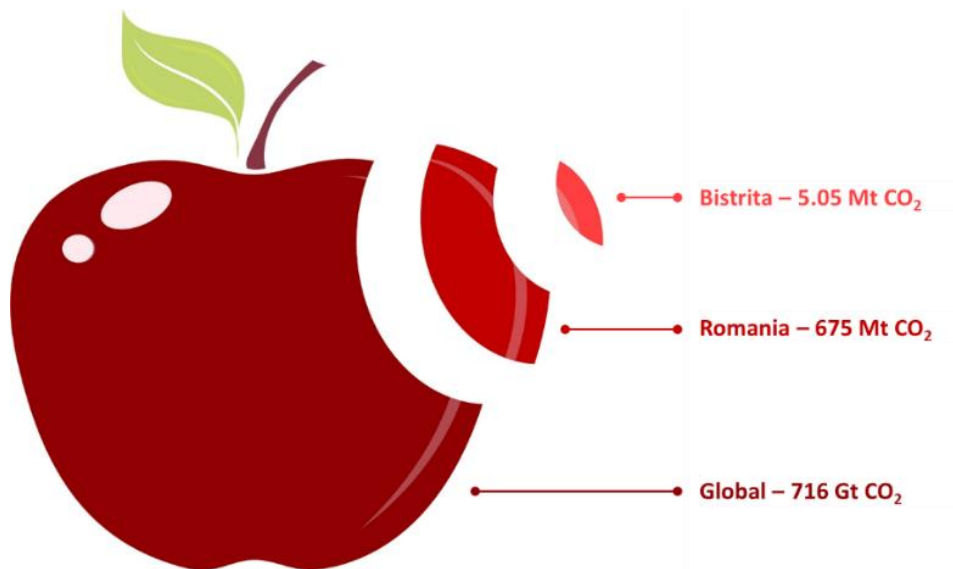 Bistrita – 5.05 Mt CO₂
Romania – 675 Mt CO₂
Global – 716 Gt CO₂